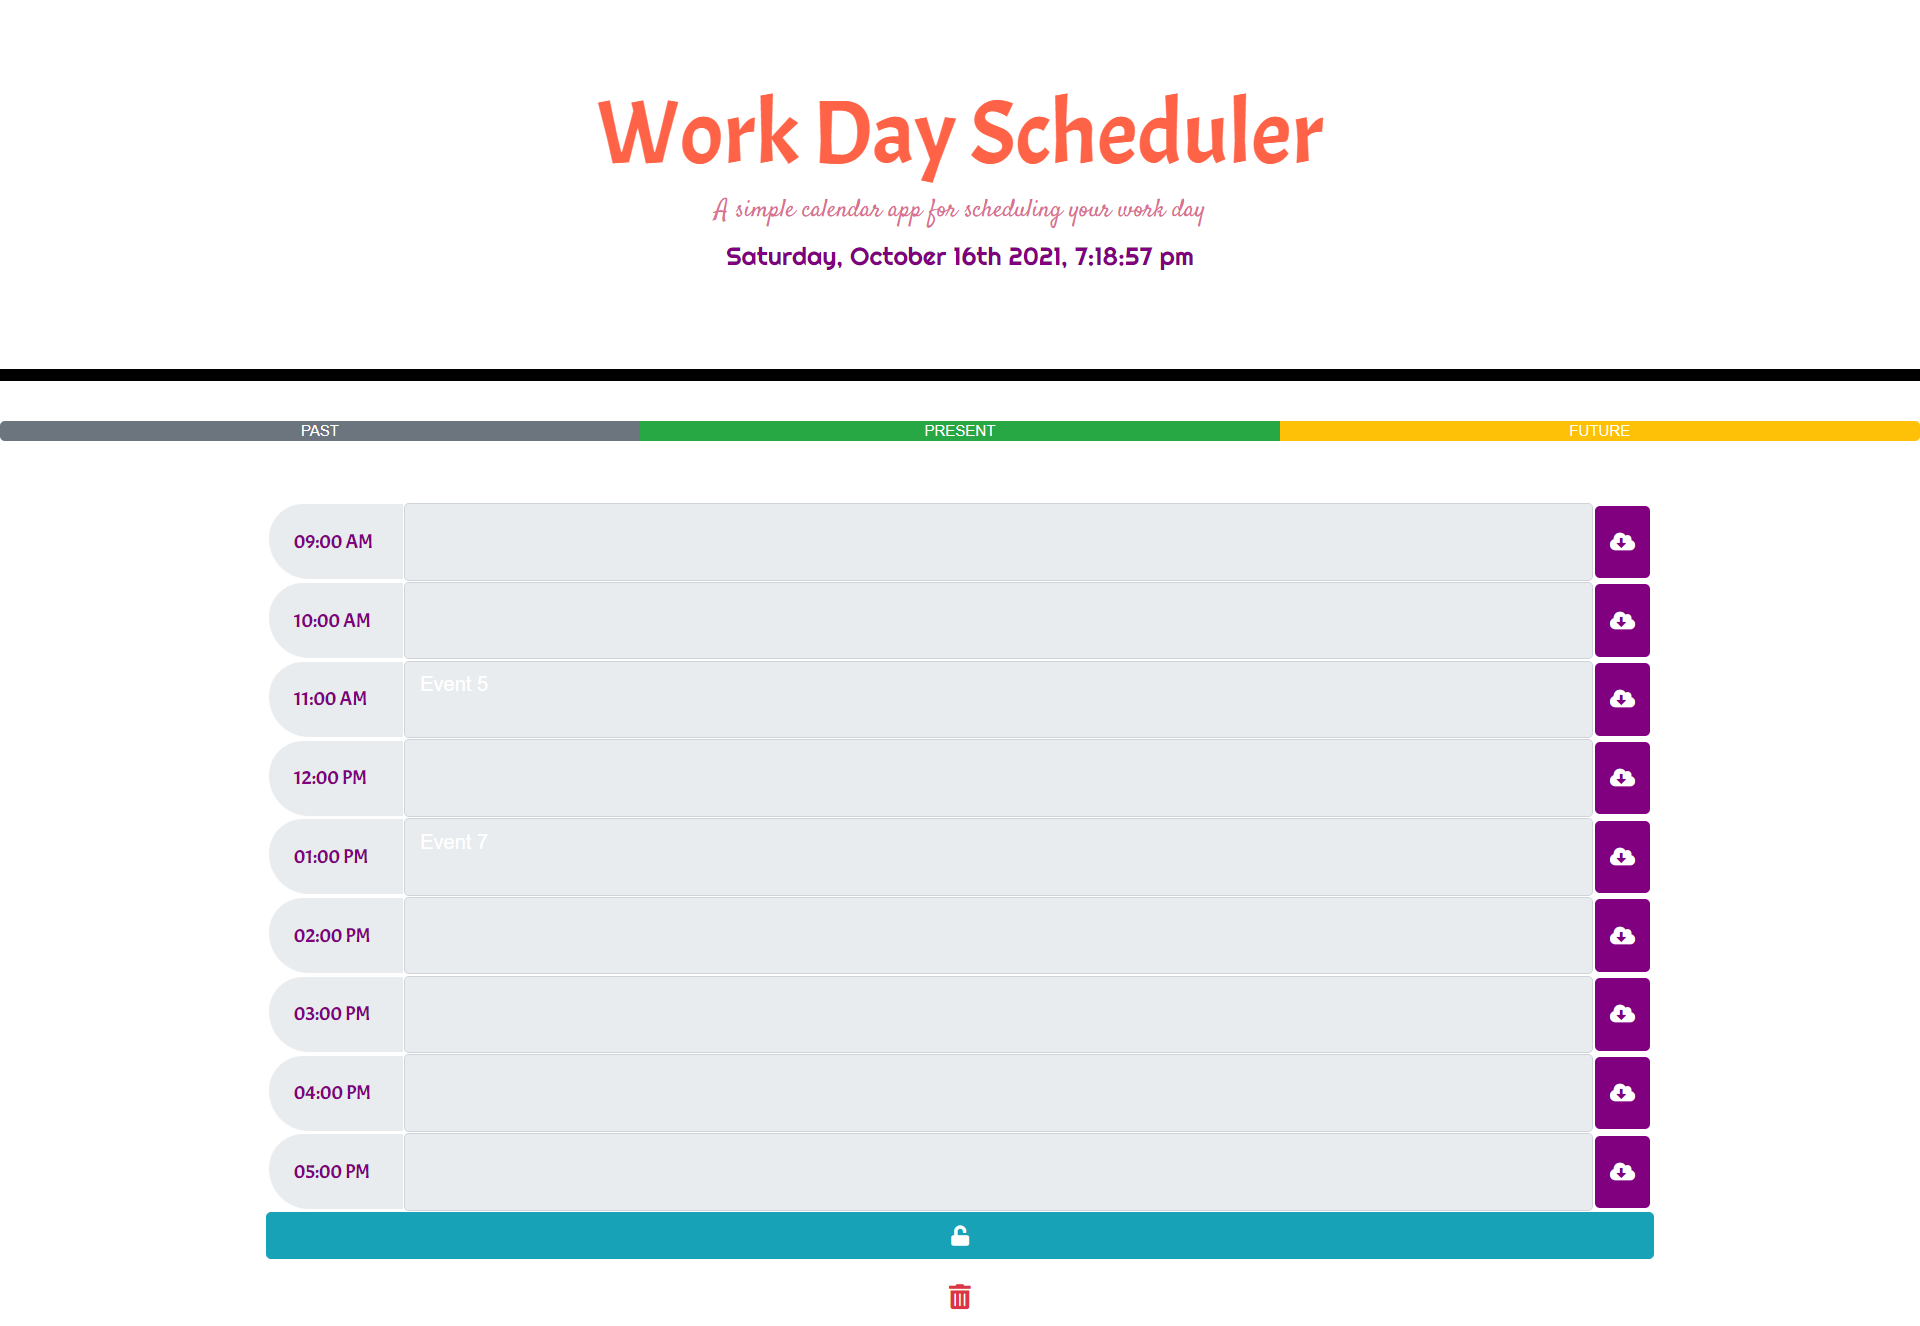 Work Day Scheduler
A simple calendar app for scheduling your work day
Saturday, October 16th 2021, 7:18:57 pm
PAST PRESENT FUTURE
09:00 AM
10:00 AM
11:00 AM Event 5
12:00 PM
01:00 PM Event 7
02:00 PM
03:00 PM
04:00 PM
05:00 PM